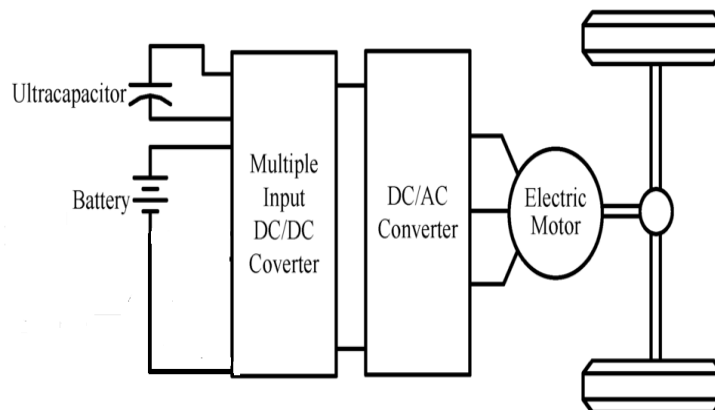 Ultracapacitor
Battery
Multiple
Input
DC/DC
Coverter
DC/AC
Converter
Electric
Motor